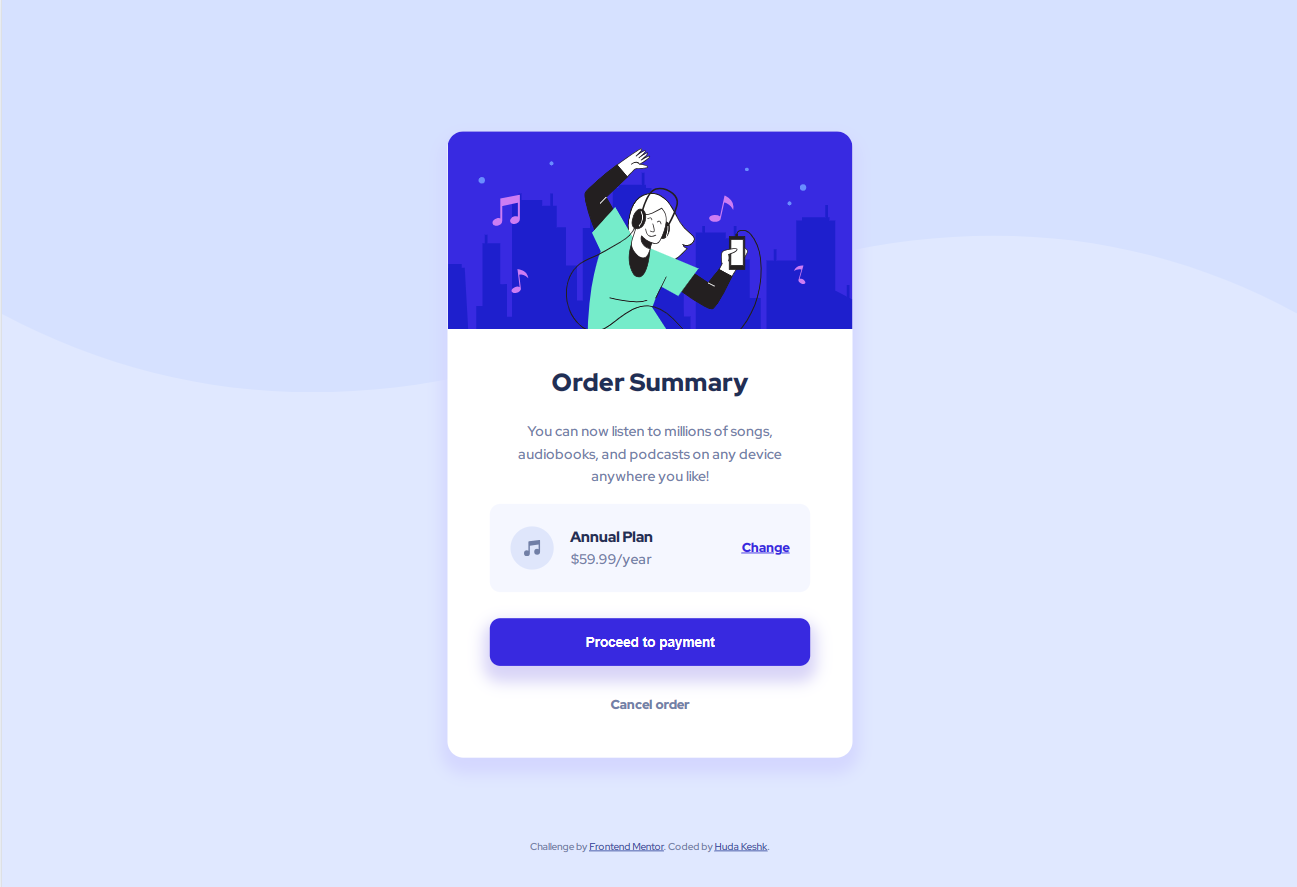 Order Summary
You can now listen to millions of songs,
audiobooks, and podcasts on any device
anywhere you like!
Annual Plan
$59.99/year
Change
Proceed to payment
Cancel order
Challenge by Frontend Mentor. Coded by Huda Keshk.